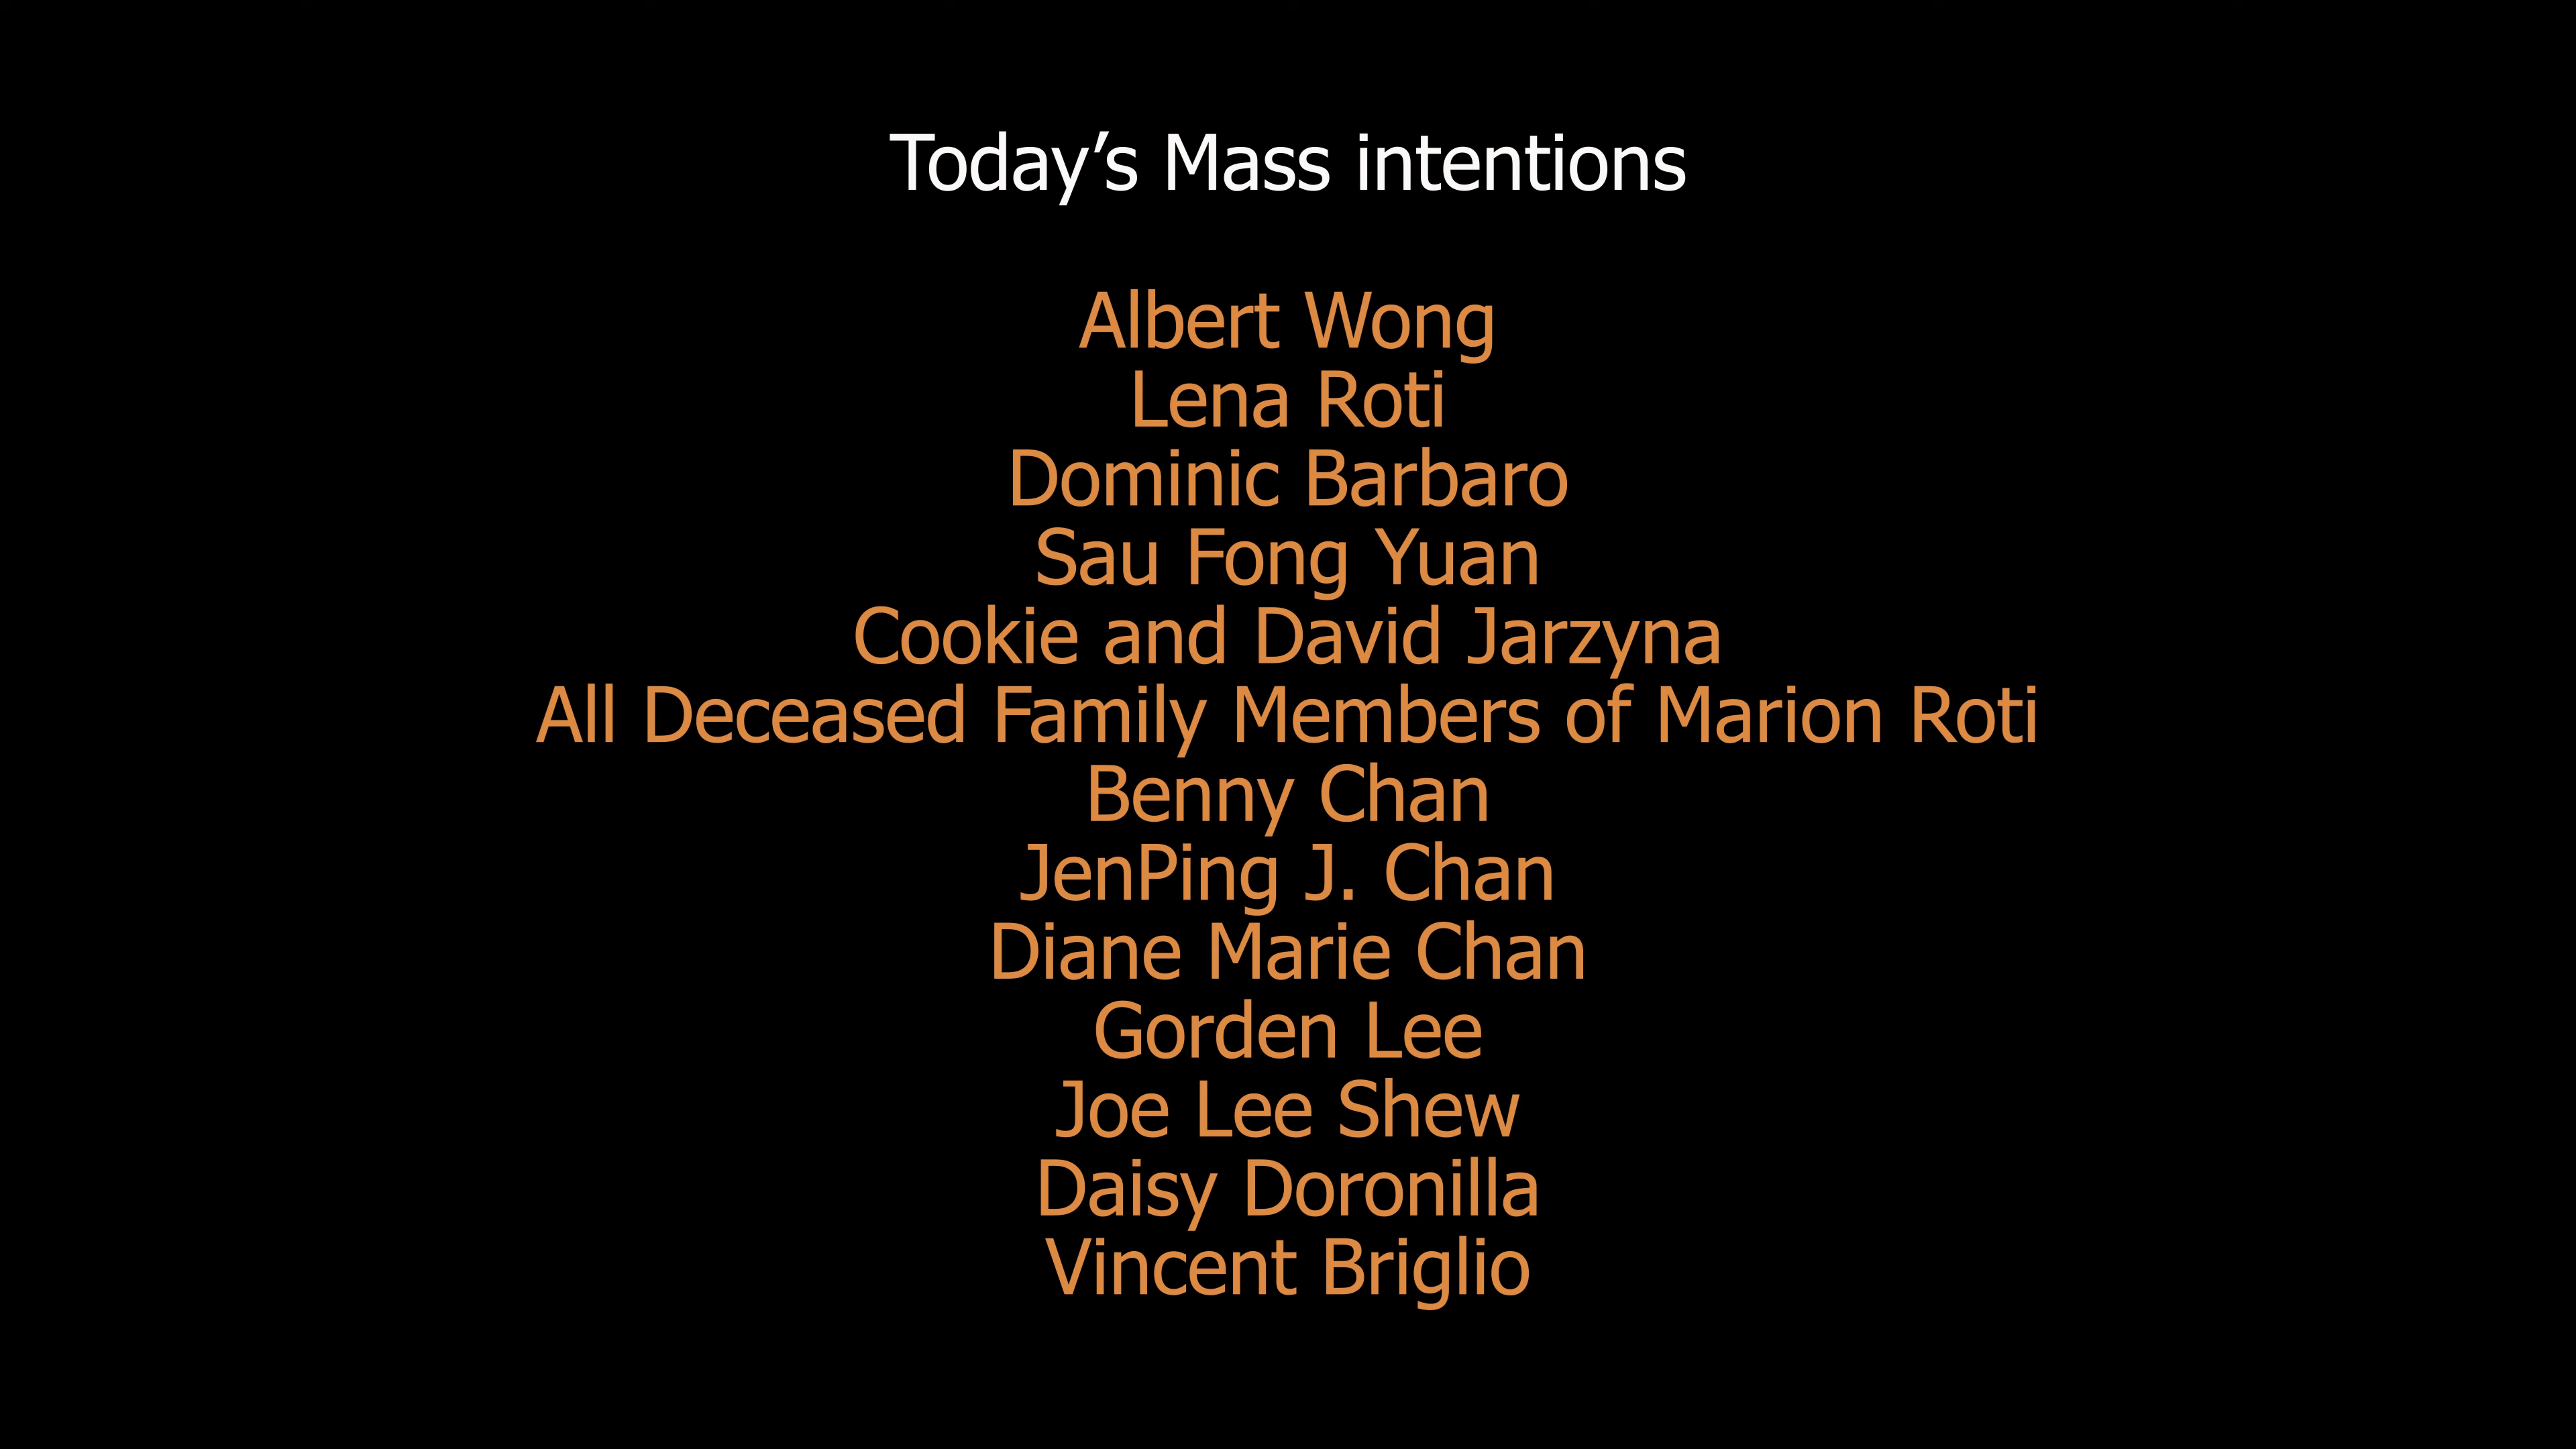 Today’s Mass intentions
Albert Wong
Lena Roti
Dominic Barbaro
Sau Fong Yuan
Cookie and David Jarzyna
All Deceased Family Members of Marion Roti
Benny Chan
JenPing J. Chan
Diane Marie Chan
Gorden Lee
Joe Lee Shew
Daisy Doronilla
Vincent Briglio